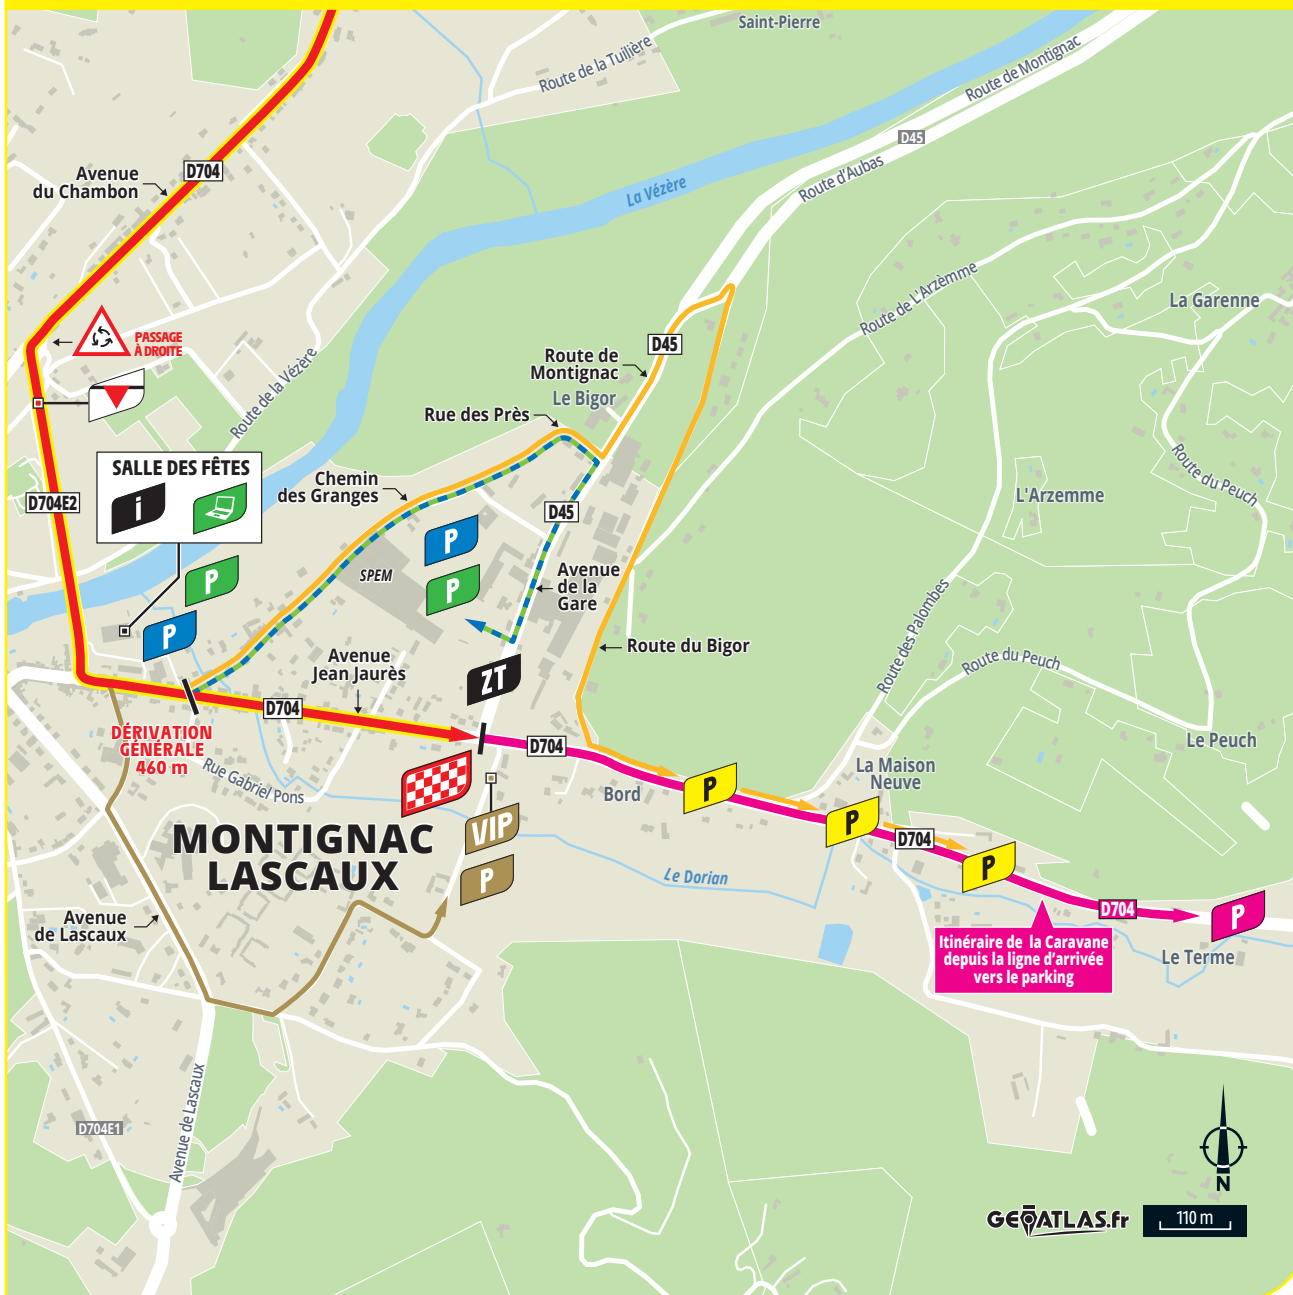 Saint-Pierre
Route de la Tuilière
Route de Montignac
D45
Route d'Aubas
La Vézère
D704
Avenue
du Chambon
PASSAGE
À DROITE
Route de la Vézère
Route de L'Arzèmme
La Garenne
D45
Route de
Montignac
Le Bigor
Rue des Près
Chemin
des Granges
SALLE DES FÊTES
i
D704E2
D45
L'Arzemme
Route du Peuch
P
P
P
P
SPEM
Avenue
de la
Gare
Route du Bigor
Avenue
Jean Jaurès
ZT
Route des Palombes
Route du Peuch
D704
DÉRIVATION
GÉNÉRALE
460 m
D704
Le Peuch
Rue Gabriel Pons
Bord
P
La Maison
Neuve
P
D704
P
VIP
P
MONTIGNAC
LASCAUX
Le Dorian
Avenue
de Lascaux
D704
P
Itinéraire de la Caravane
depuis la ligne d'arrivée
vers le parking
Le Terme
D704E1
Avenue de Lascaux
N
GEOATLAS.fr
110 m